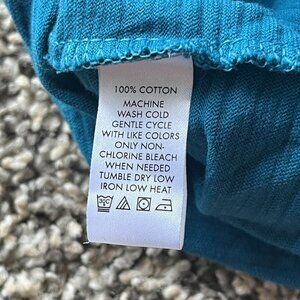 100% COTTON
MACHINE
WASH COLD
GENTLE CYCLE
WITH LIKE COLORS
ONLY NON-
CHLORINE BLEACH
WHEN NEEDED
TUMBLE DRY LOW
IRON LOW HEAT
30C